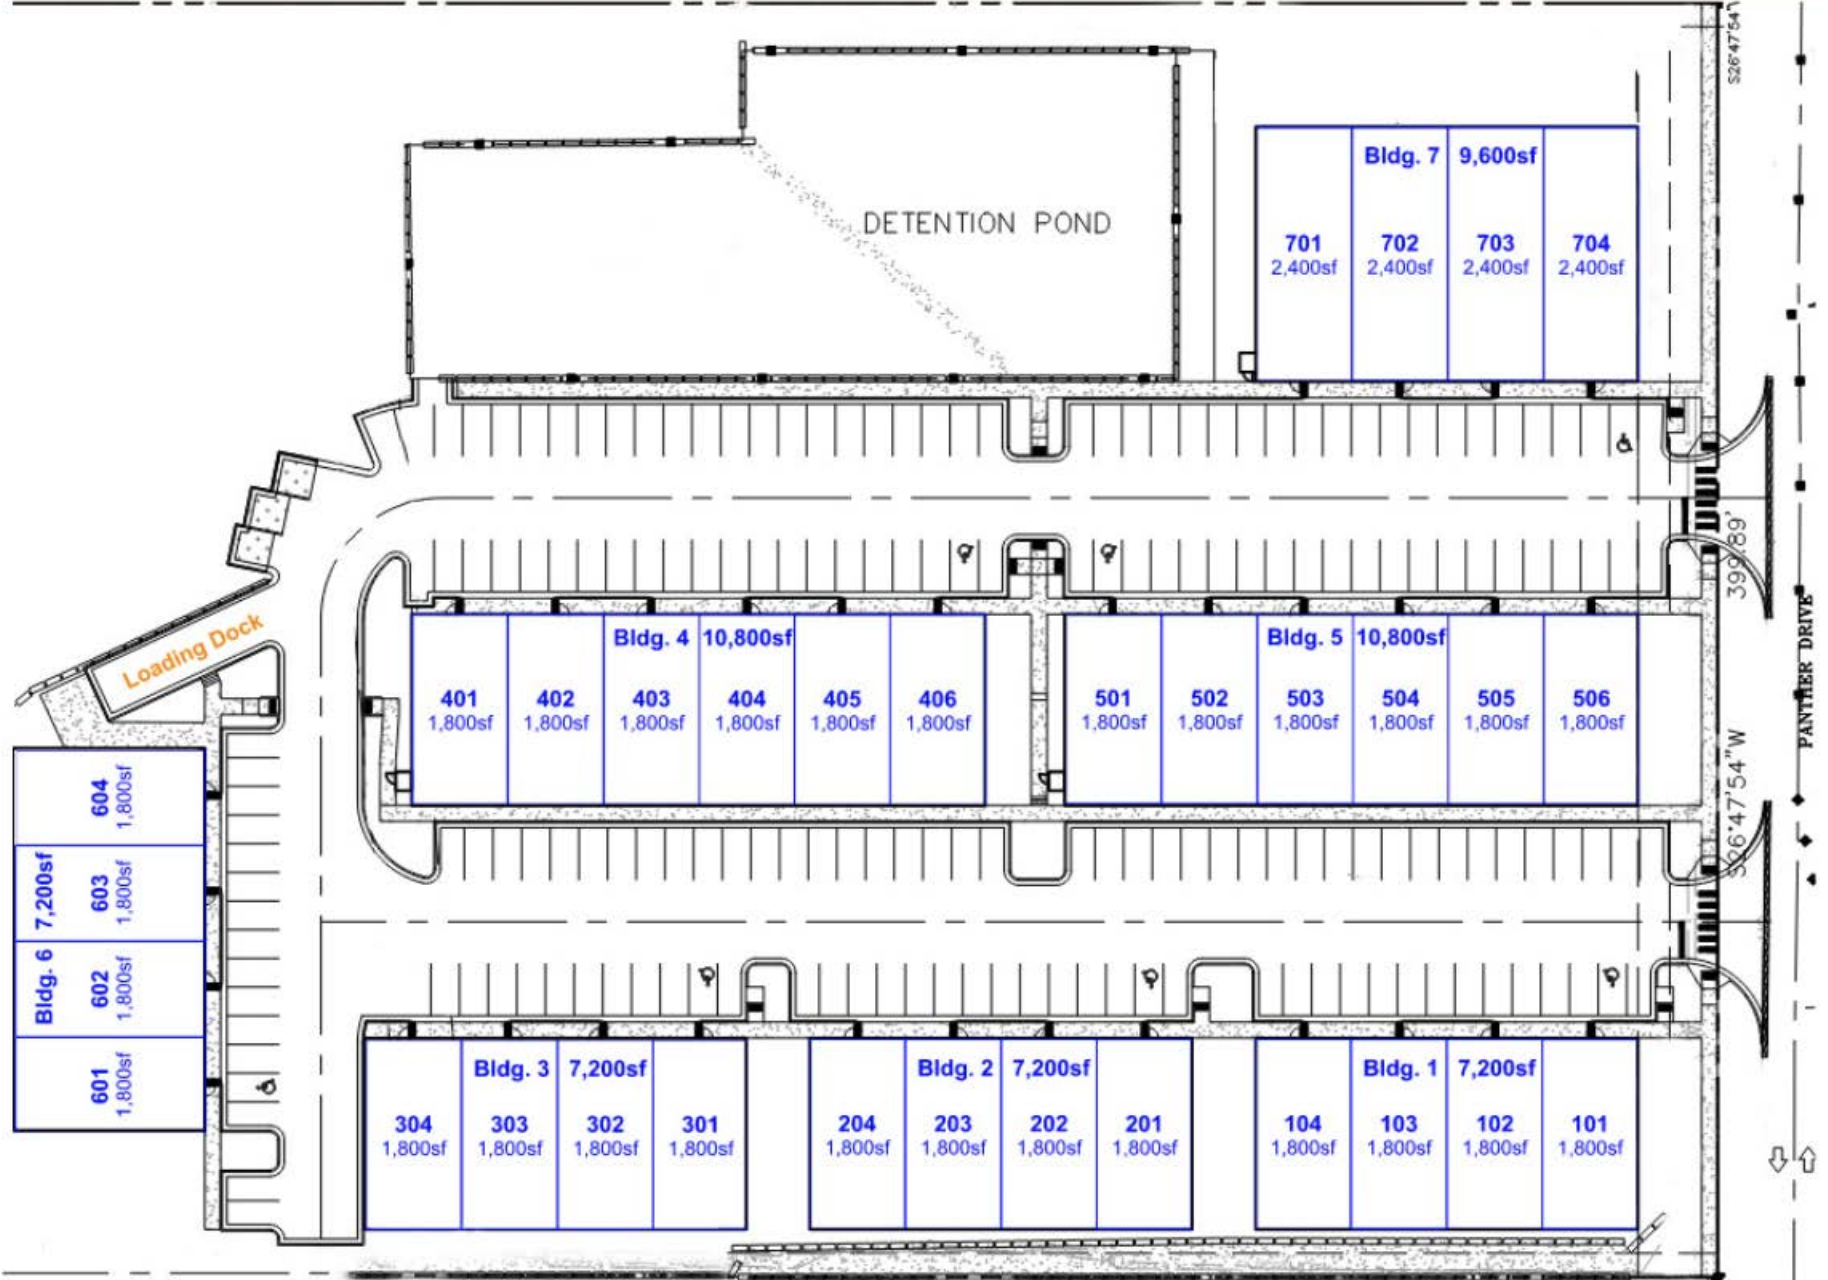 S26°47'54"
Bldg. 7 9,600sf
DETENTION POND
701 702 703 704
2,400sf 2,400sf 2,400sf 2,400sf
399.89'
Loading Dock
PANTHER DRIVE
Bldg. 4 10,800sf
Bldg. 5 10,800sf
401 402 403 404 405 406
1,800sf 1,800sf 1,800sf 1,800sf 1,800sf 1,800sf
501 502 503 504 505 506
1,800sf 1,800sf 1,800sf 1,800sf 1,800sf 1,800sf
S26°47'54"W
Bldg. 6 7,200sf
604
1,800sf
603
1,800sf
602
1,800sf
601
1,800sf
Bldg. 3 7,200sf
304 303 302 301
1,800sf 1,800sf 1,800sf 1,800sf
Bldg. 2 7,200sf
204 203 202 201
1,800sf 1,800sf 1,800sf 1,800sf
Bldg. 1 7,200sf
104 103 102 101
1,800sf 1,800sf 1,800sf 1,800sf